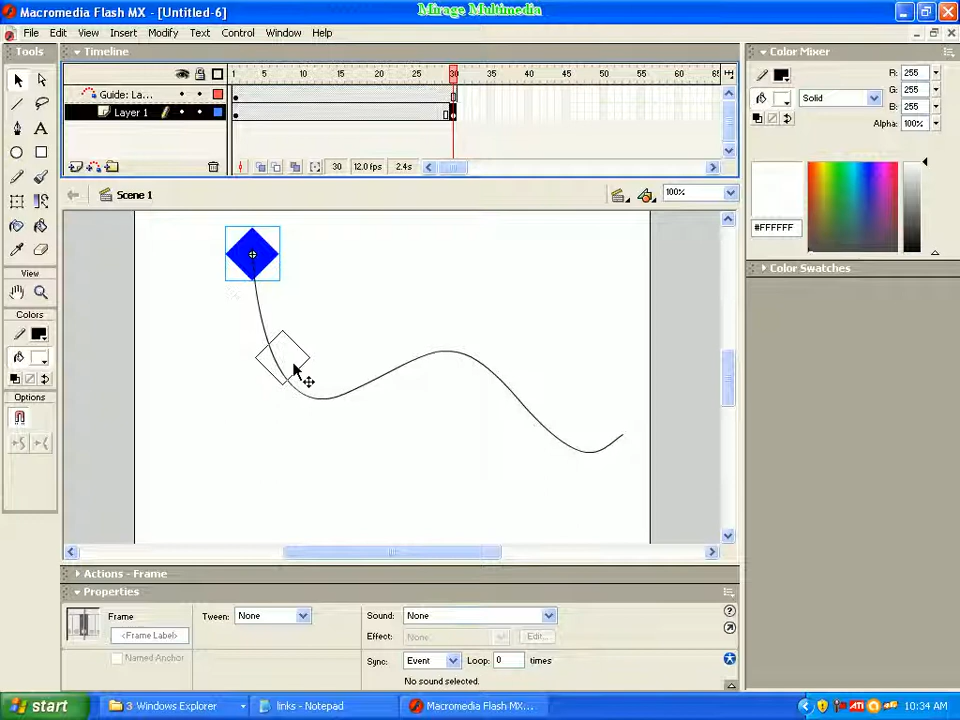 Macromedia Flash MX - [Untitled-6]
Mirage Multimedia
File Edit View Insert Modify Text Control Window Help
Tools
Timeline
Color Mixer
1 5 10 15 20 25 30 35 40 45 50 55 60 65
Guide: La...
Layer 1
30 12.0 fps 2.4s
R: 255
Solid G: 255
B: 255
Alpha: 100%
Scene 1
100%
#FFFFFF
Color Swatches
View
Colors
Options
Actions - Frame
Properties
Frame Tween: None Sound: None
<Frame Label> Effect: None Edit...
Named Anchor
Sync: Event Loop: 0 times
No sound selected.
start 3 Windows Explorer links - Notepad Macromedia Flash MX... 10:34 AM